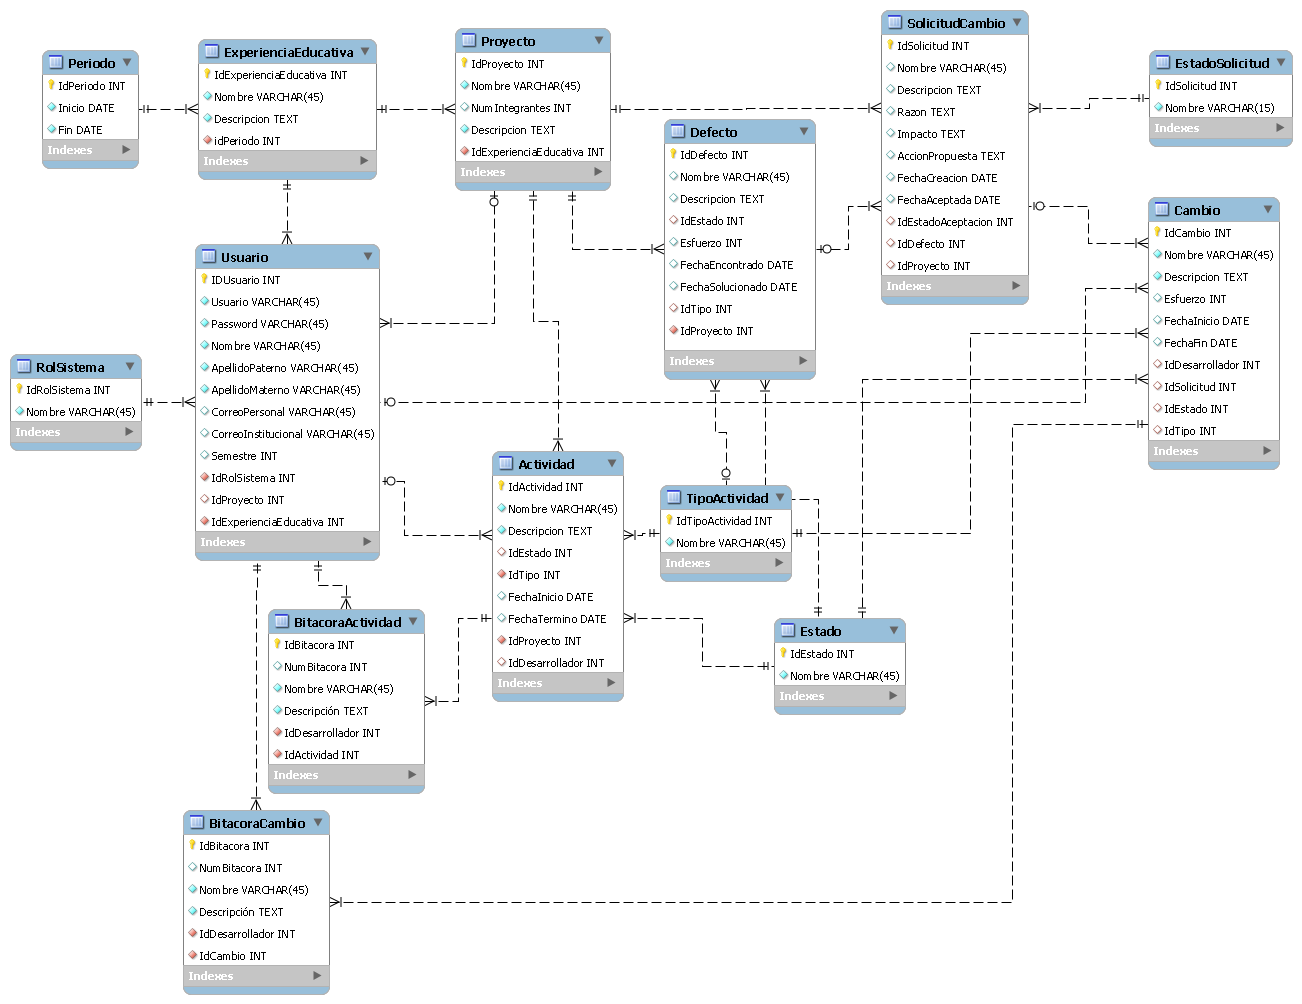 Periodo
IdPeriodo INT
Inicio DATE
Fin DATE
Indexes
ExperienciaEducativa
IdExperienciaEducativa INT
Nombre VARCHAR(45)
Descripcion TEXT
idPeriodo INT
Indexes
Proyecto
IdProyecto INT
Nombre VARCHAR(45)
NumIntegrantes INT
Descripcion TEXT
IdExperienciaEducativa INT
Indexes
SolicitudCambio
IdSolicitud INT
Nombre VARCHAR(45)
Descripcion TEXT
Razon TEXT
Impacto TEXT
AccionPropuesta TEXT
FechaCreacion DATE
FechaAceptada DATE
IdEstadoAceptacion INT
IdDefecto INT
IdProyecto INT
Indexes
EstadoSolicitud
IdSolicitud INT
Nombre VARCHAR(15)
Indexes
Defecto
IdDefecto INT
Nombre VARCHAR(45)
Descripcion TEXT
IdEstado INT
Esfuerzo INT
FechaEncontrado DATE
FechaSolucionado DATE
IdTipo INT
IdProyecto INT
Indexes
Cambio
IdCambio INT
Nombre VARCHAR(45)
Descripcion TEXT
Esfuerzo INT
FechaInicio DATE
FechaFin DATE
IdDesarrollador INT
IdSolicitud INT
IdEstado INT
IdTipo INT
Indexes
Usuario
IDUsuario INT
Usuario VARCHAR(45)
Password VARCHAR(45)
Nombre VARCHAR(45)
ApellidoPaterno VARCHAR(45)
ApellidoMaterno VARCHAR(45)
CorreoPersonal VARCHAR(45)
CorreoInstitucional VARCHAR(45)
Semestre INT
IdRolSistema INT
IdProyecto INT
IdExperienciaEducativa INT
Indexes
RolSistema
IdRolSistema INT
Nombre VARCHAR(45)
Indexes
Actividad
IdActividad INT
Nombre VARCHAR(45)
Descripcion TEXT
IdEstado INT
IdTipo INT
FechaInicio DATE
FechaTermino DATE
IdProyecto INT
IdDesarrollador INT
Indexes
TipoActividad
IdTipoActividad INT
Nombre VARCHAR(45)
Indexes
Estado
IdEstado INT
Nombre VARCHAR(45)
Indexes
BitacoraActividad
IdBitacora INT
NumBitacora INT
Nombre VARCHAR(45)
Descripción TEXT
IdDesarrollador INT
IdActividad INT
Indexes
BitacoraCambio
IdBitacora INT
NumBitacora INT
Nombre VARCHAR(45)
Descripción TEXT
IdDesarrollador INT
IdCambio INT
Indexes